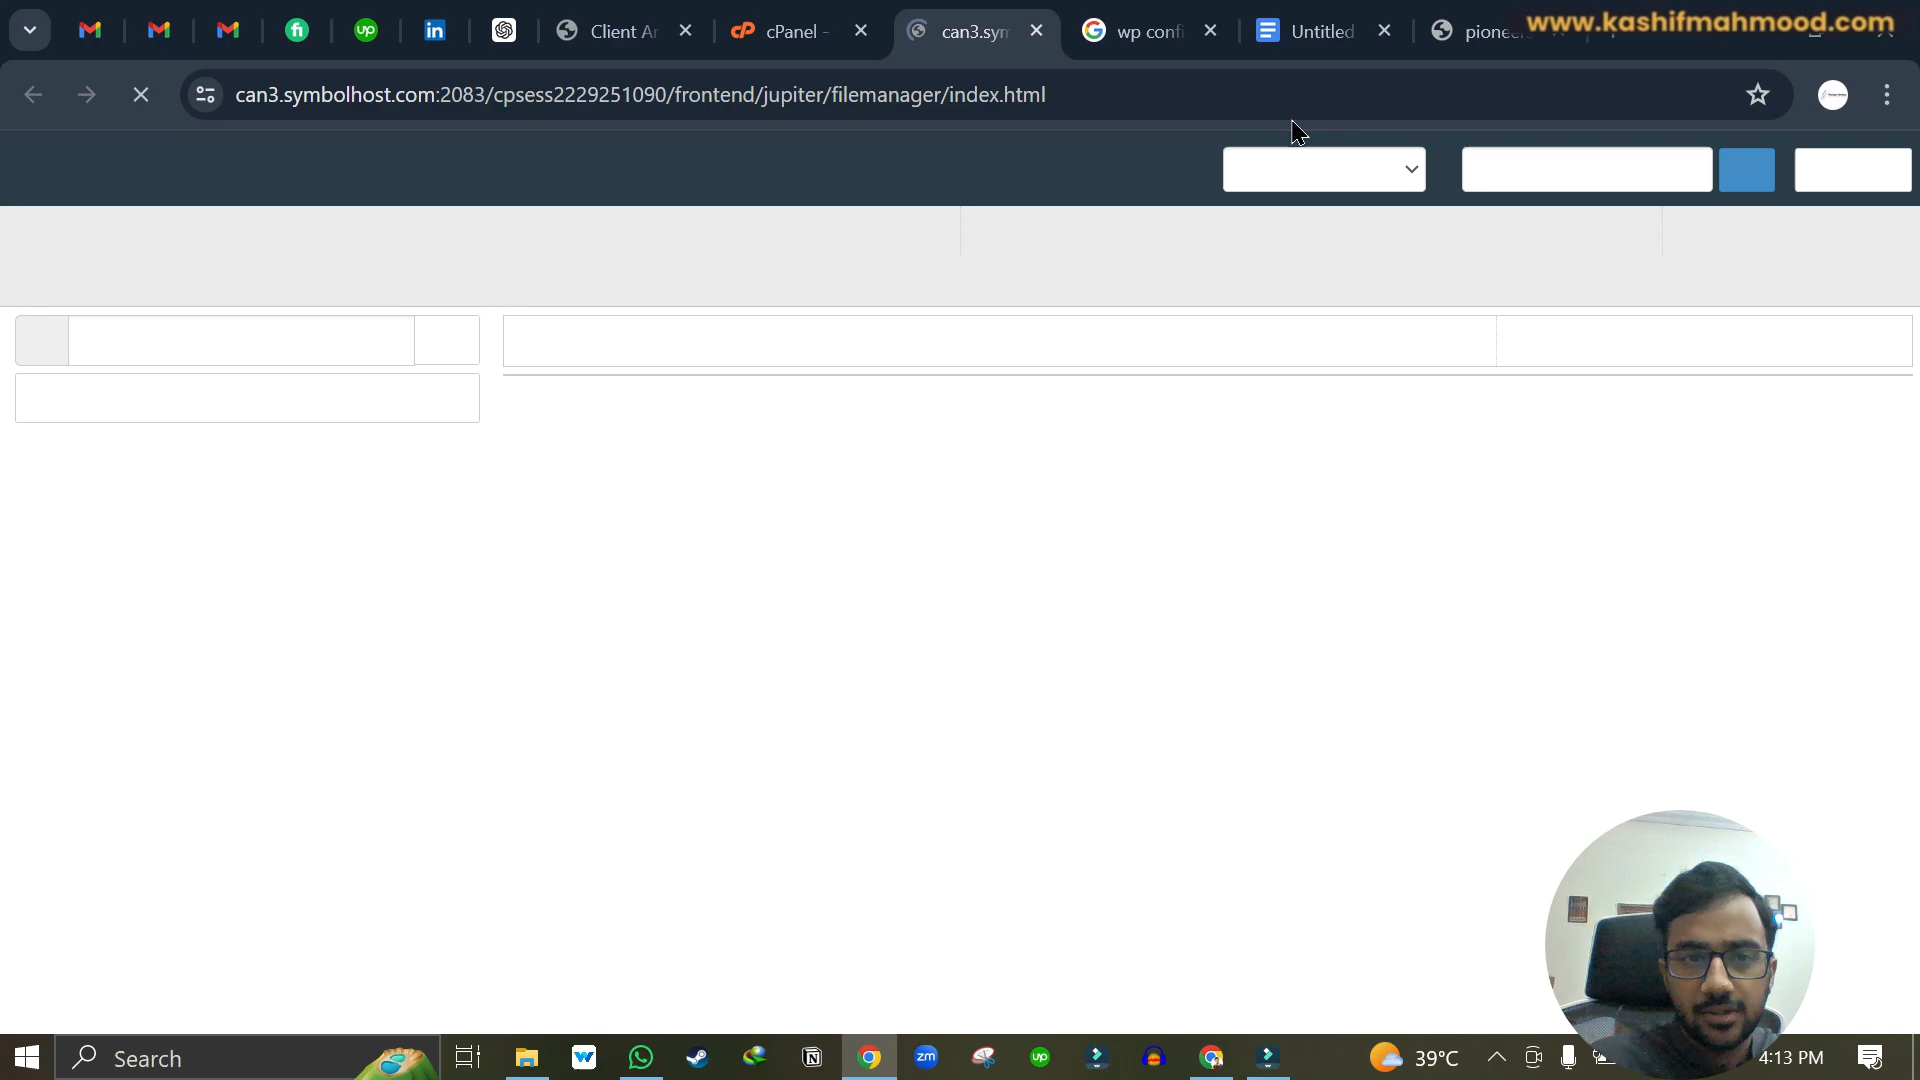 Client Ar
cPanel -
can3.sym
wp confi
Untitled
pionee
www.kashifmahmood.com
can3.symbolhost.com:2083/cpsess2229251090/frontend/jupiter/filemanager/index.html
Search
39°C
4:13 PM